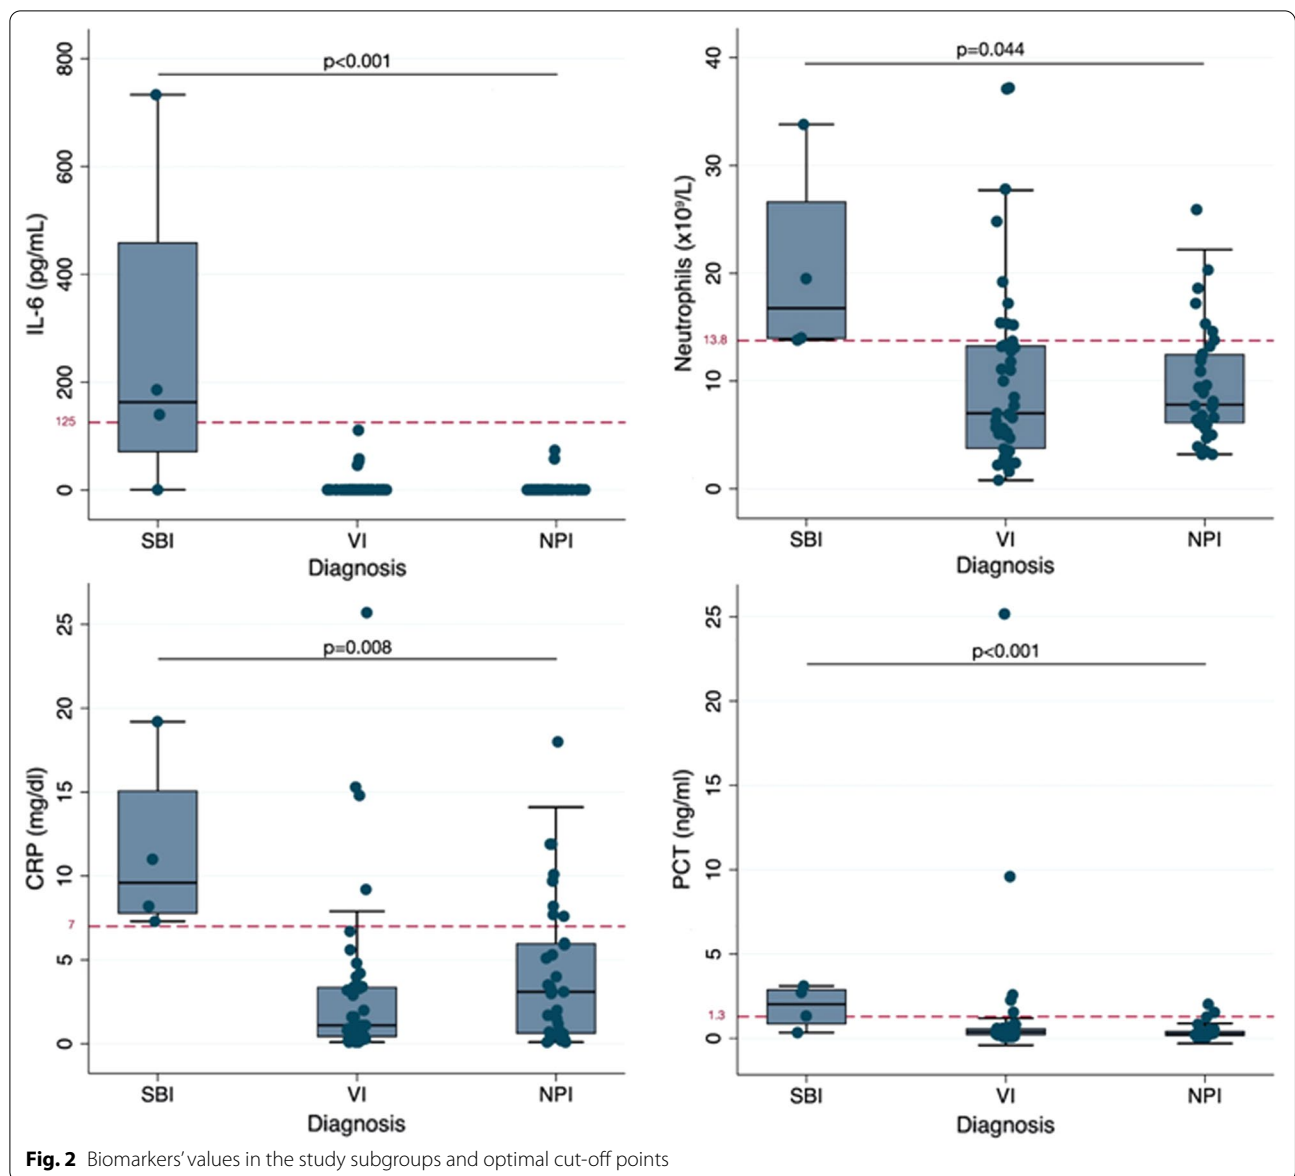 p<0.001
IL-6 (pg/mL)
800
600
400
200
125
0
SBI VI NPI
Diagnosis
p=0.044
Neutrophils (x10⁹/L)
40
30
20
13.8
10
0
SBI VI NPI
Diagnosis
p=0.008
CRP (mg/dl)
25
20
15
10
7
5
0
SBI VI NPI
Diagnosis
p<0.001
PCT (ng/ml)
25
20
15
10
5
1.3
0
SBI VI NPI
Diagnosis
Fig. 2 Biomarkers’ values in the study subgroups and optimal cut-off points